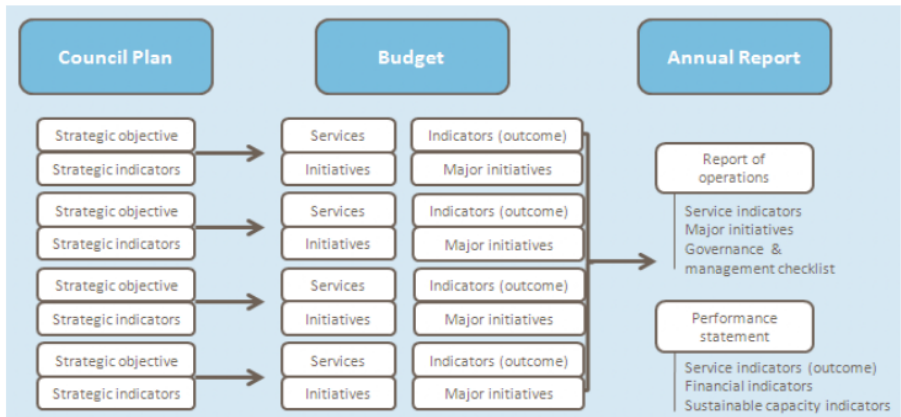 Council Plan
Budget
Annual Report
Strategic objective
Strategic indicators
Services
Initiatives
Indicators (outcome)
Major initiatives
Strategic objective
Strategic indicators
Services
Initiatives
Indicators (outcome)
Major initiatives
Strategic objective
Strategic indicators
Services
Initiatives
Indicators (outcome)
Major initiatives
Strategic objective
Strategic indicators
Services
Initiatives
Indicators (outcome)
Major initiatives
Report of
operations
Service indicators
Major initiatives
Governance &
management checklist
Performance
statement
Service indicators (outcome)
Financial indicators
Sustainable capacity indicators